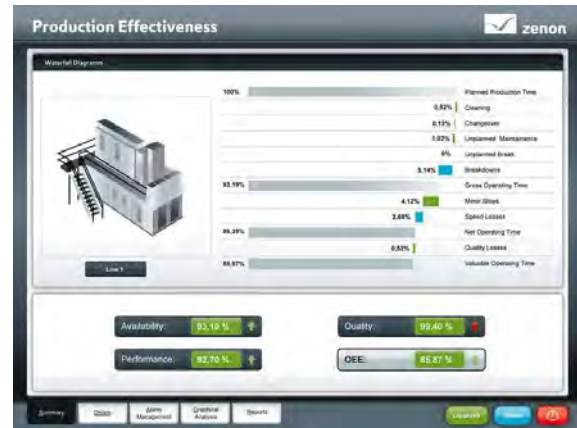 Production Effectiveness
zenon
Waterfall Diagrams
100% Planned Production Time
0,52% Cleaning
0,13% Changeover
1,02% Unplanned Maintenance
0% Unplanned Break
5,14% Breakdowns
93,19% Gross Operating Time
4,12% Minor Stops
2,68% Speed Losses
86,39% Net Operating Time
0,52% Quality Losses
85,87% Valuable Operating Time
Line 1
Availability: 93,19 % Quality: 99,40 %
Performance: 92,70 % OEE: 85,87 %
Summary Alarm Management Graphical Analysis Reports